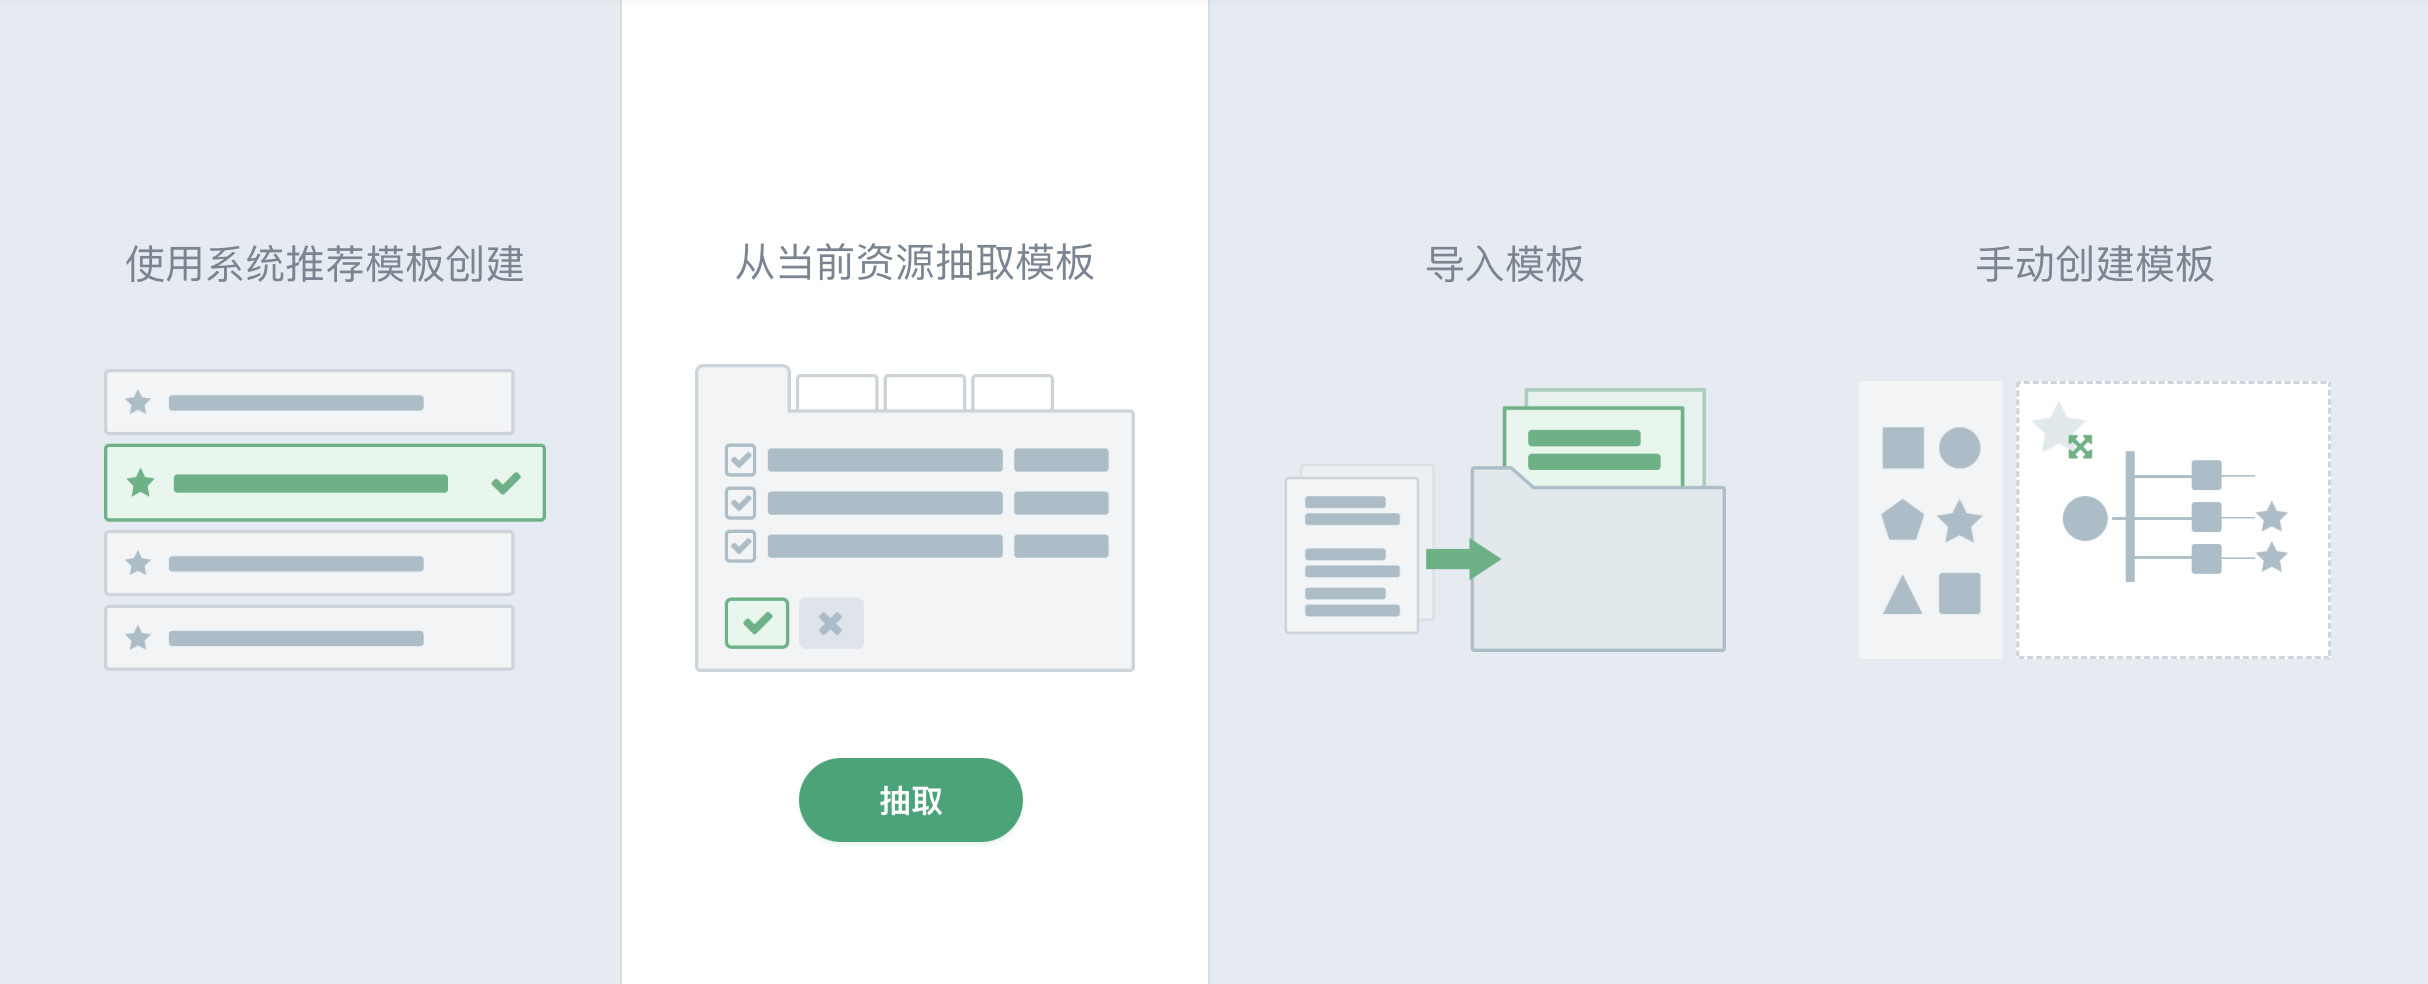 使用系统推荐模板创建
从当前资源抽取模板
导入模板
手动创建模板
抽取